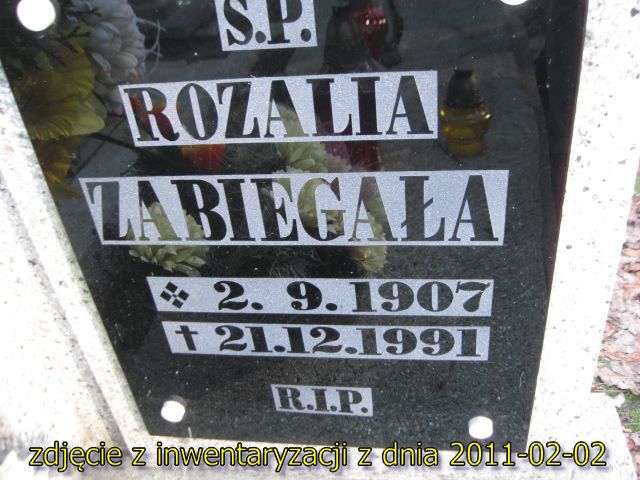 Ś.P.
ROZALIA
ZABIEGAŁA
2. 9. 1907
✝ 21.12.1991
R.I.P.
zdjęcie z inwentaryzacji z dnia 2011-02-02